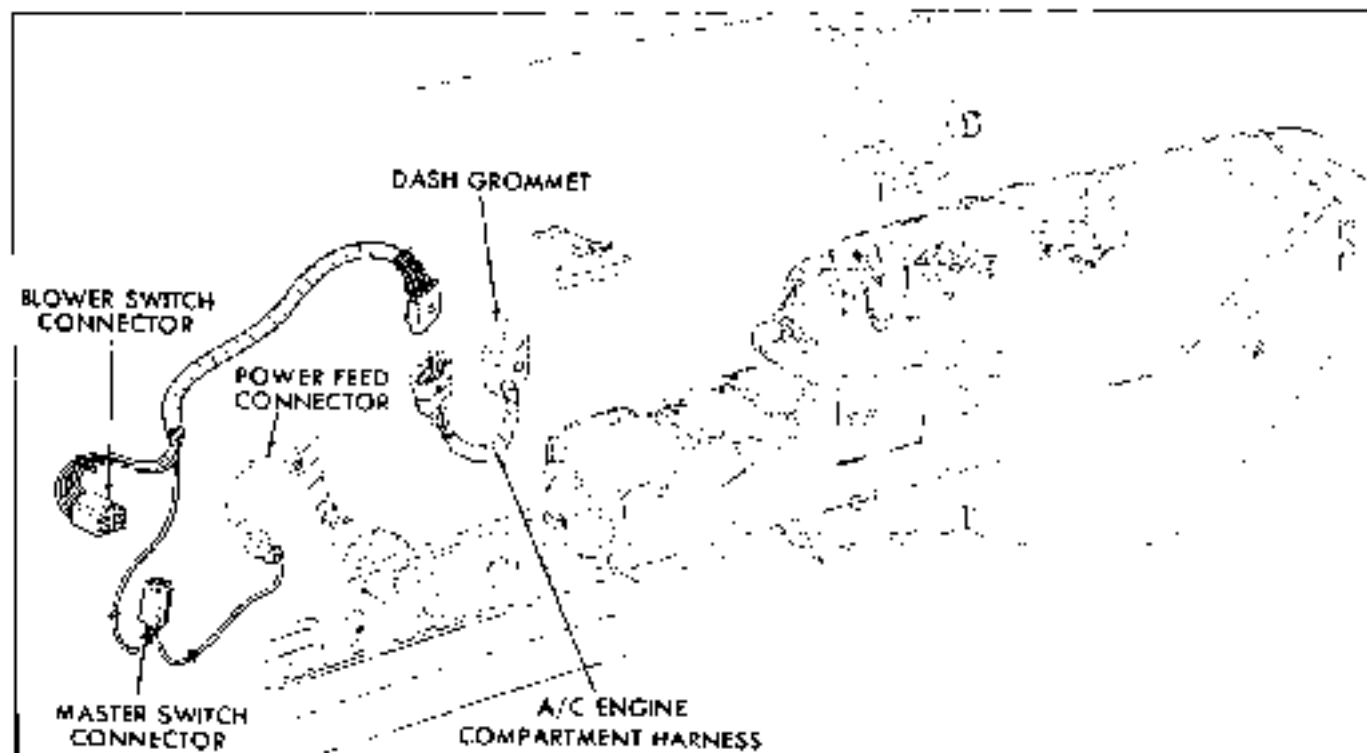 DASH GROMMET
BLOWER SWITCH
CONNECTOR
POWER FEED
CONNECTOR
MASTER SWITCH
CONNECTOR
A/C ENGINE
COMPARTMENT HARNESS